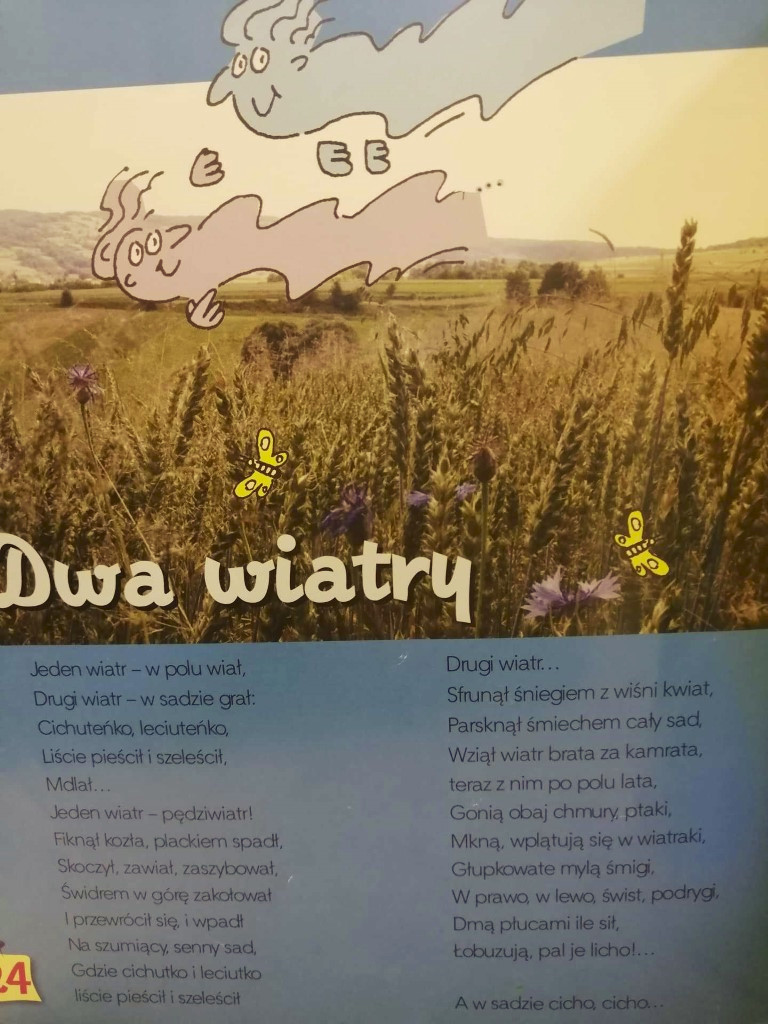 Dwa wiatry
Jeden wiatr – w polu wiał,
Drugi wiatr – w sadzie grał:
Cichuteńko, leciuteńko,
Liście pieścił i szeleścił,
Mdlał...
Jeden wiatr – pędziwiatr!
Fiknął kozła, plackiem spadł,
Skoczył, zawiał, zaszybował,
Świdrem w górę zakołował
I przewrócił się, i wpadł
Na szumiący, senny sad,
Gdzie cichutko i leciutko
liście pieścił i szeleścił
Drugi wiatr...
Sfrunął śniegiem z wiśni kwiat,
Parsknął śmiechem cały sad,
Wziął wiatr brata za kamrata,
teraz z nim po polu lata,
Gonią obaj chmury, ptaki,
Mkną, wplątują się w wiatraki,
Głupkowate mylą śmigi,
W prawo, w lewo, świst, podrygi,
Dmą płucami ile sił,
Łobuzują, pal je licho!...
A w sadzie cicho, cicho...
24